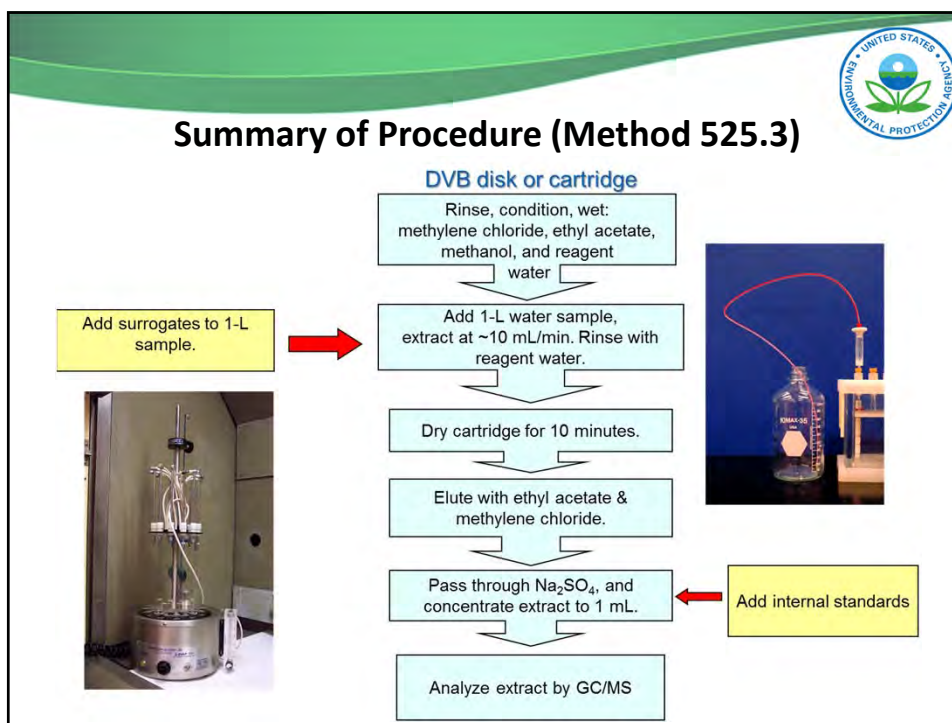 UNITED STATES
ENVIRONMENTAL PROTECTION AGENCY
Summary of Procedure (Method 525.3)
DVB disk or cartridge
Rinse, condition, wet:
methylene chloride, ethyl acetate,
methanol, and reagent
water
Add surrogates to 1-L
sample.
Add 1-L water sample,
extract at ~10 mL/min. Rinse with
reagent water.
KIMAX-35
Dry cartridge for 10 minutes.
Elute with ethyl acetate &
methylene chloride.
Pass through Na₂SO₄, and
concentrate extract to 1 mL.
Add internal standards
Analyze extract by GC/MS